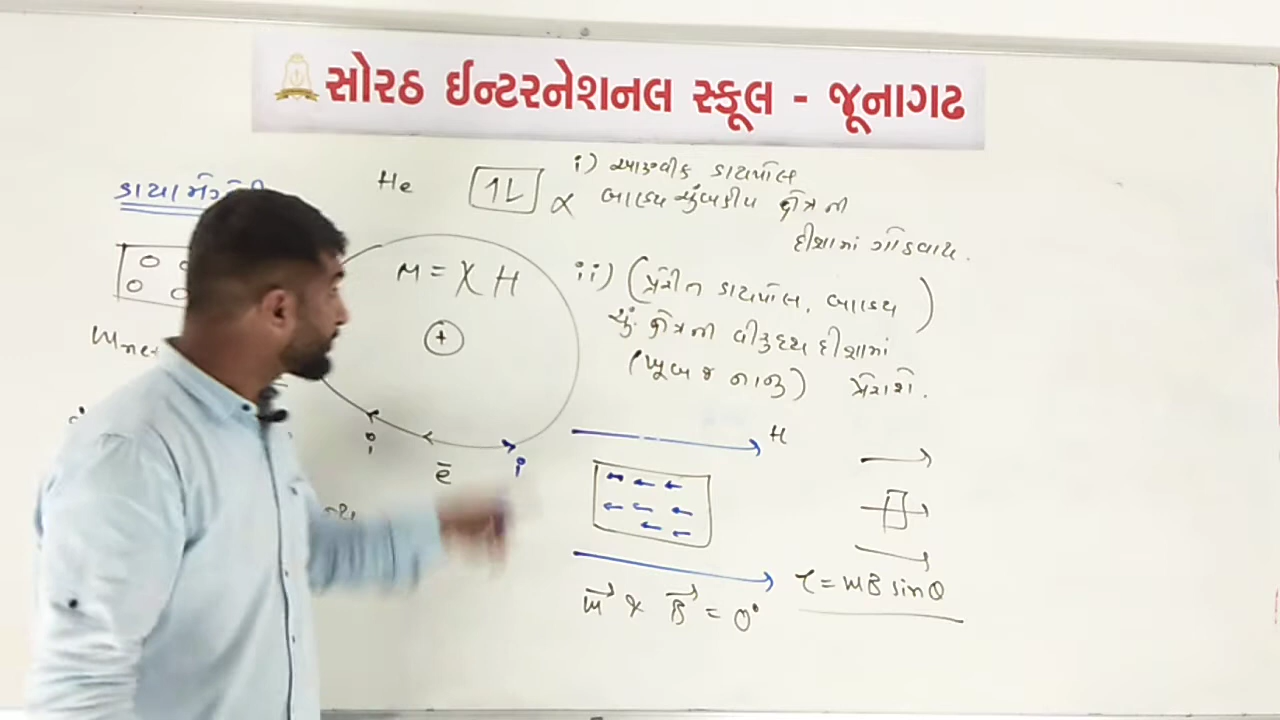 સોરઠ ઈન્ટરનેશનલ સ્કૂલ - જૂનાગઢ
He
1L
α
i) આણ્વીક ડાયપોલ
બાહ્ય ચુંબકીય ક્ષેત્રની
દીશામાં ગોઠવાય.
M = χ H
+
ii) (પ્રેરીત ડાયપોલ, બાહ્ય)
ચું. ક્ષેત્રની વીરુદ્ધ દીશામાં
(ખૂબ જ નાનુ) પ્રેરાશે.
i
ē
i
H
τ = mB sinθ
m & B = 0°